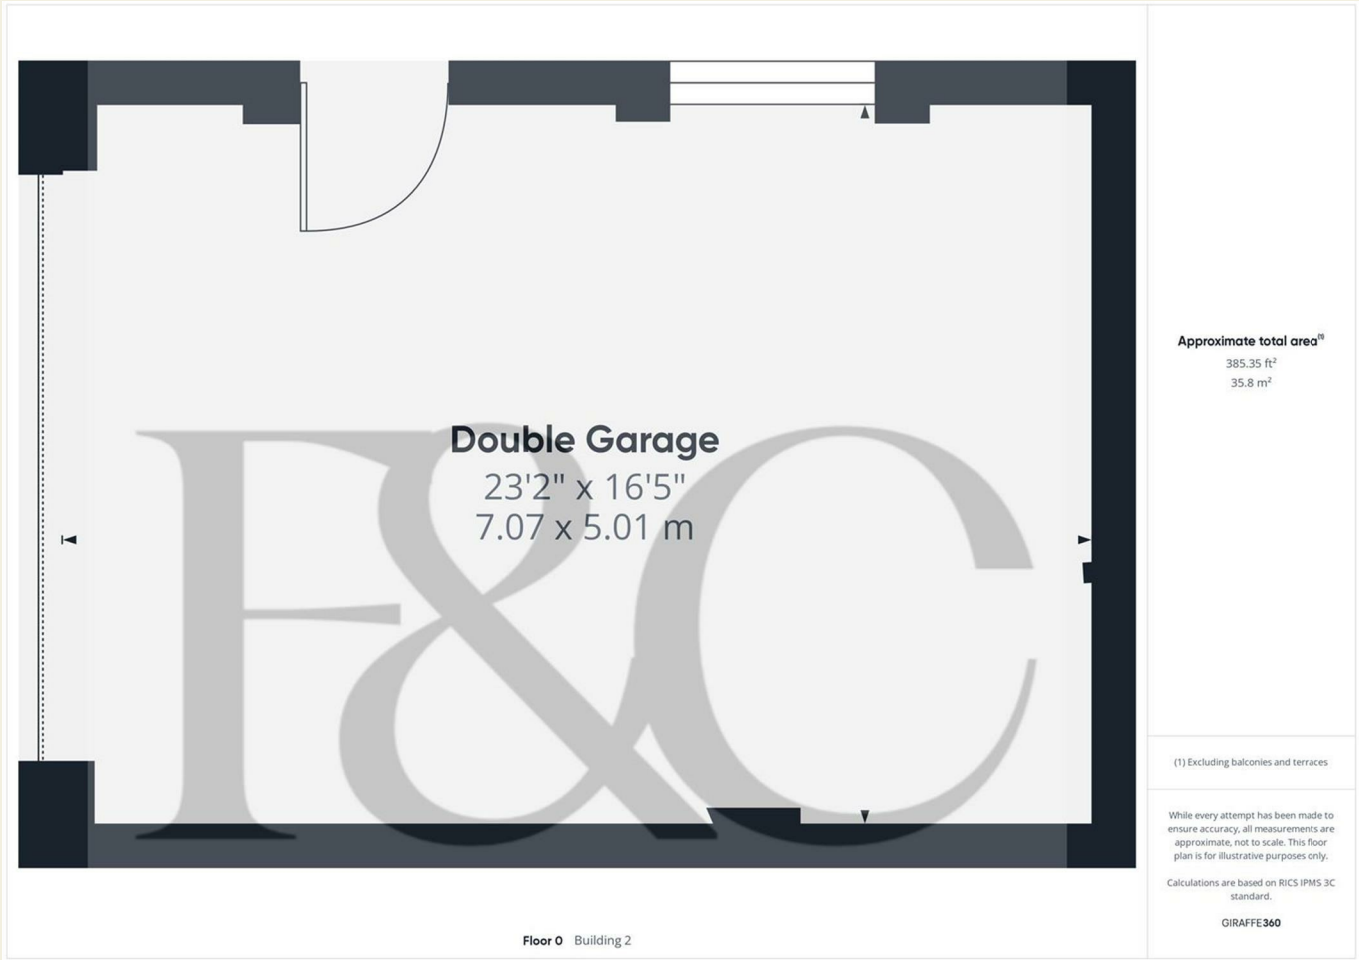 Double Garage
23'2" x 16'5"
7.07 x 5.01 m
F&C
Floor 0 Building 2
Approximate total area(1)
385.35 ft²
35.8 m²
(1) Excluding balconies and terraces
While every attempt has been made to
ensure accuracy, all measurements are
approximate, not to scale. This floor
plan is for illustrative purposes only.
Calculations are based on RICS IPMS 3C
standard.
GIRAFFE360